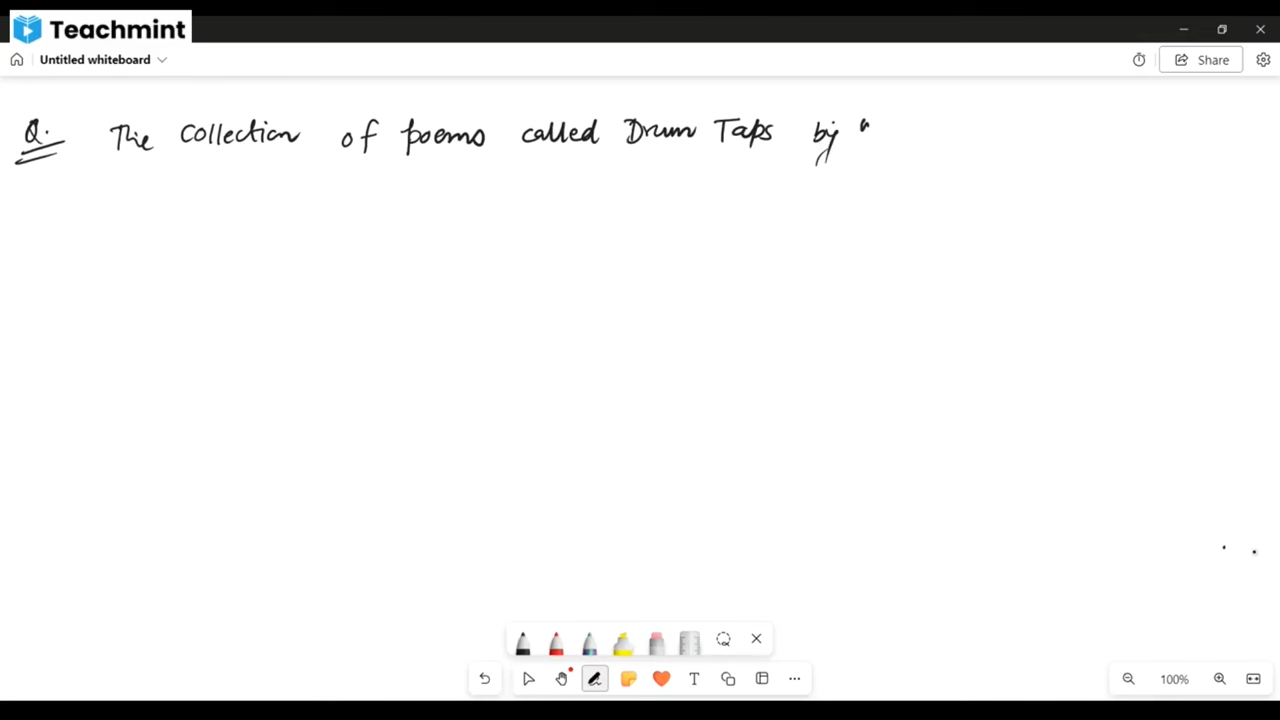 Teachmint
Untitled whiteboard
Share
Q. The Collection of poems called Drum Taps by "
T
100%